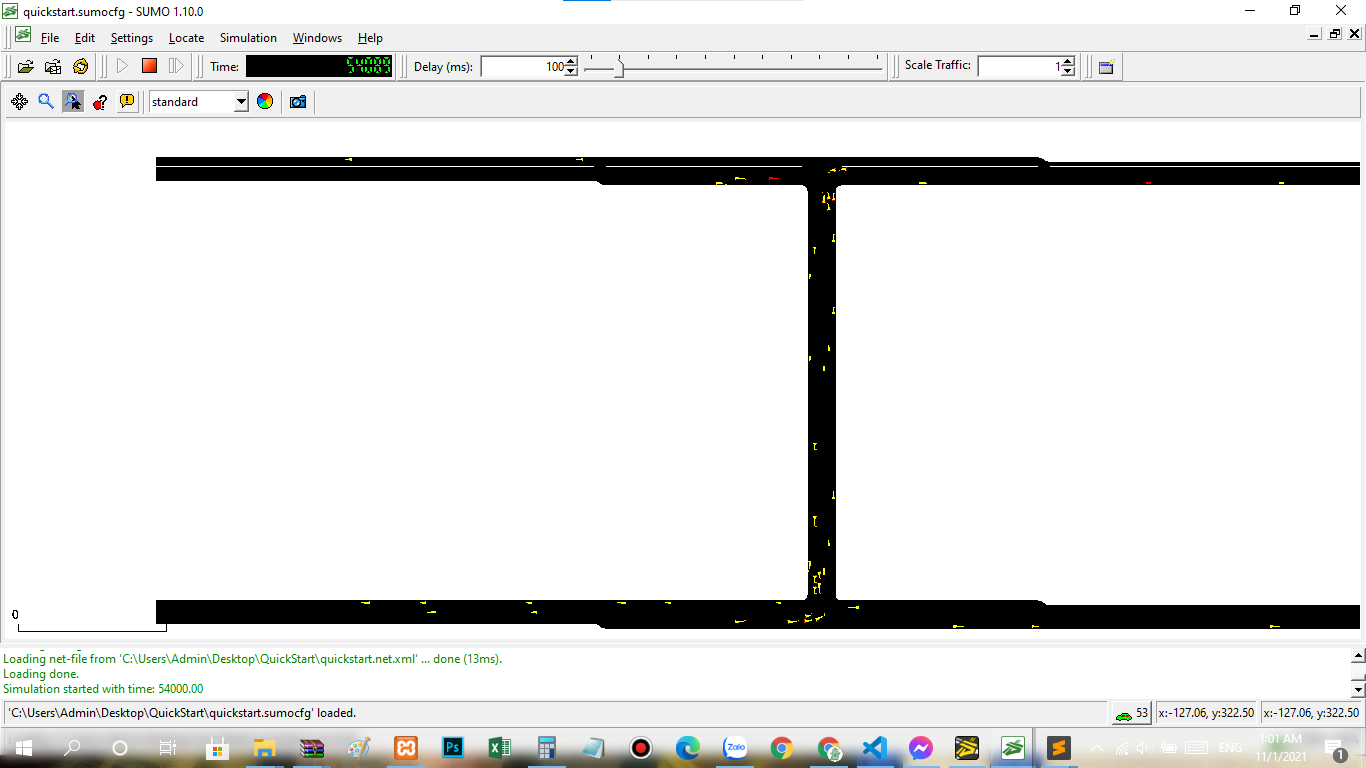 quickstart.sumocfg - SUMO 1.10.0
File Edit Settings Locate Simulation Windows Help
Time: 54089 Delay (ms): 100 Scale Traffic: 1
standard
0
Loading net-file from 'C:\Users\Admin\Desktop\QuickStart\quickstart.net.xml' ... done (13ms).
Loading done.
Simulation started with time: 54000.00
'C:\Users\Admin\Desktop\QuickStart\quickstart.sumocfg' loaded. 53 x:-127.06, y:322.50 x:-127.06, y:322.50
Ps Zalo ENG 1:01 AM
11/1/2021 1